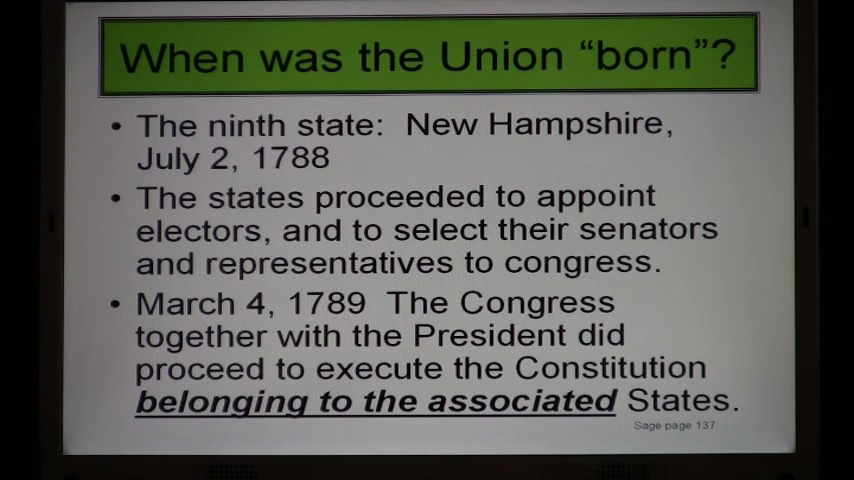 When was the Union “born”?
• The ninth state: New Hampshire,
July 2, 1788
• The states proceeded to appoint
electors, and to select their senators
and representatives to congress.
• March 4, 1789 The Congress
together with the President did
proceed to execute the Constitution
belonging to the associated States.
Sage page 137